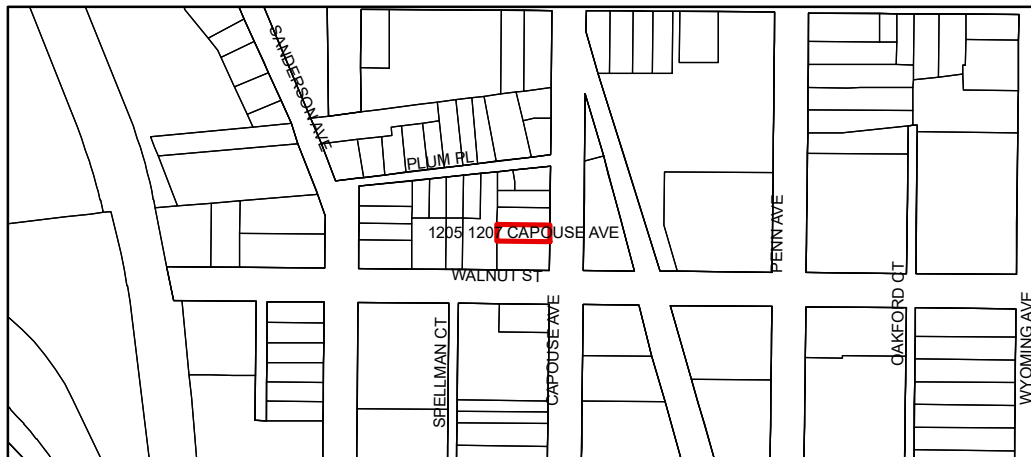 SANDERSON AVE
PLUM PL
1205 1207 CAPOUSE AVE
WALNUT ST
PENN AVE
OAKFORD CT
SPELLMAN CT
CAPOUSE AVE
WYOMING AVE